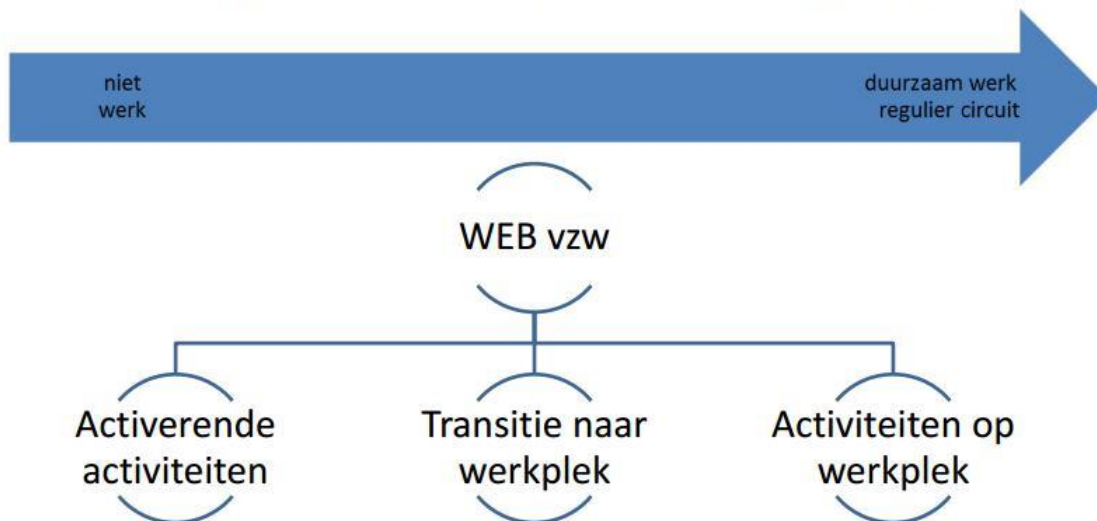 niet
werk
duurzaam werk
regulier circuit
WEB vzw
Activerende
activiteiten
Transitie naar
werkplek
Activiteiten op
werkplek